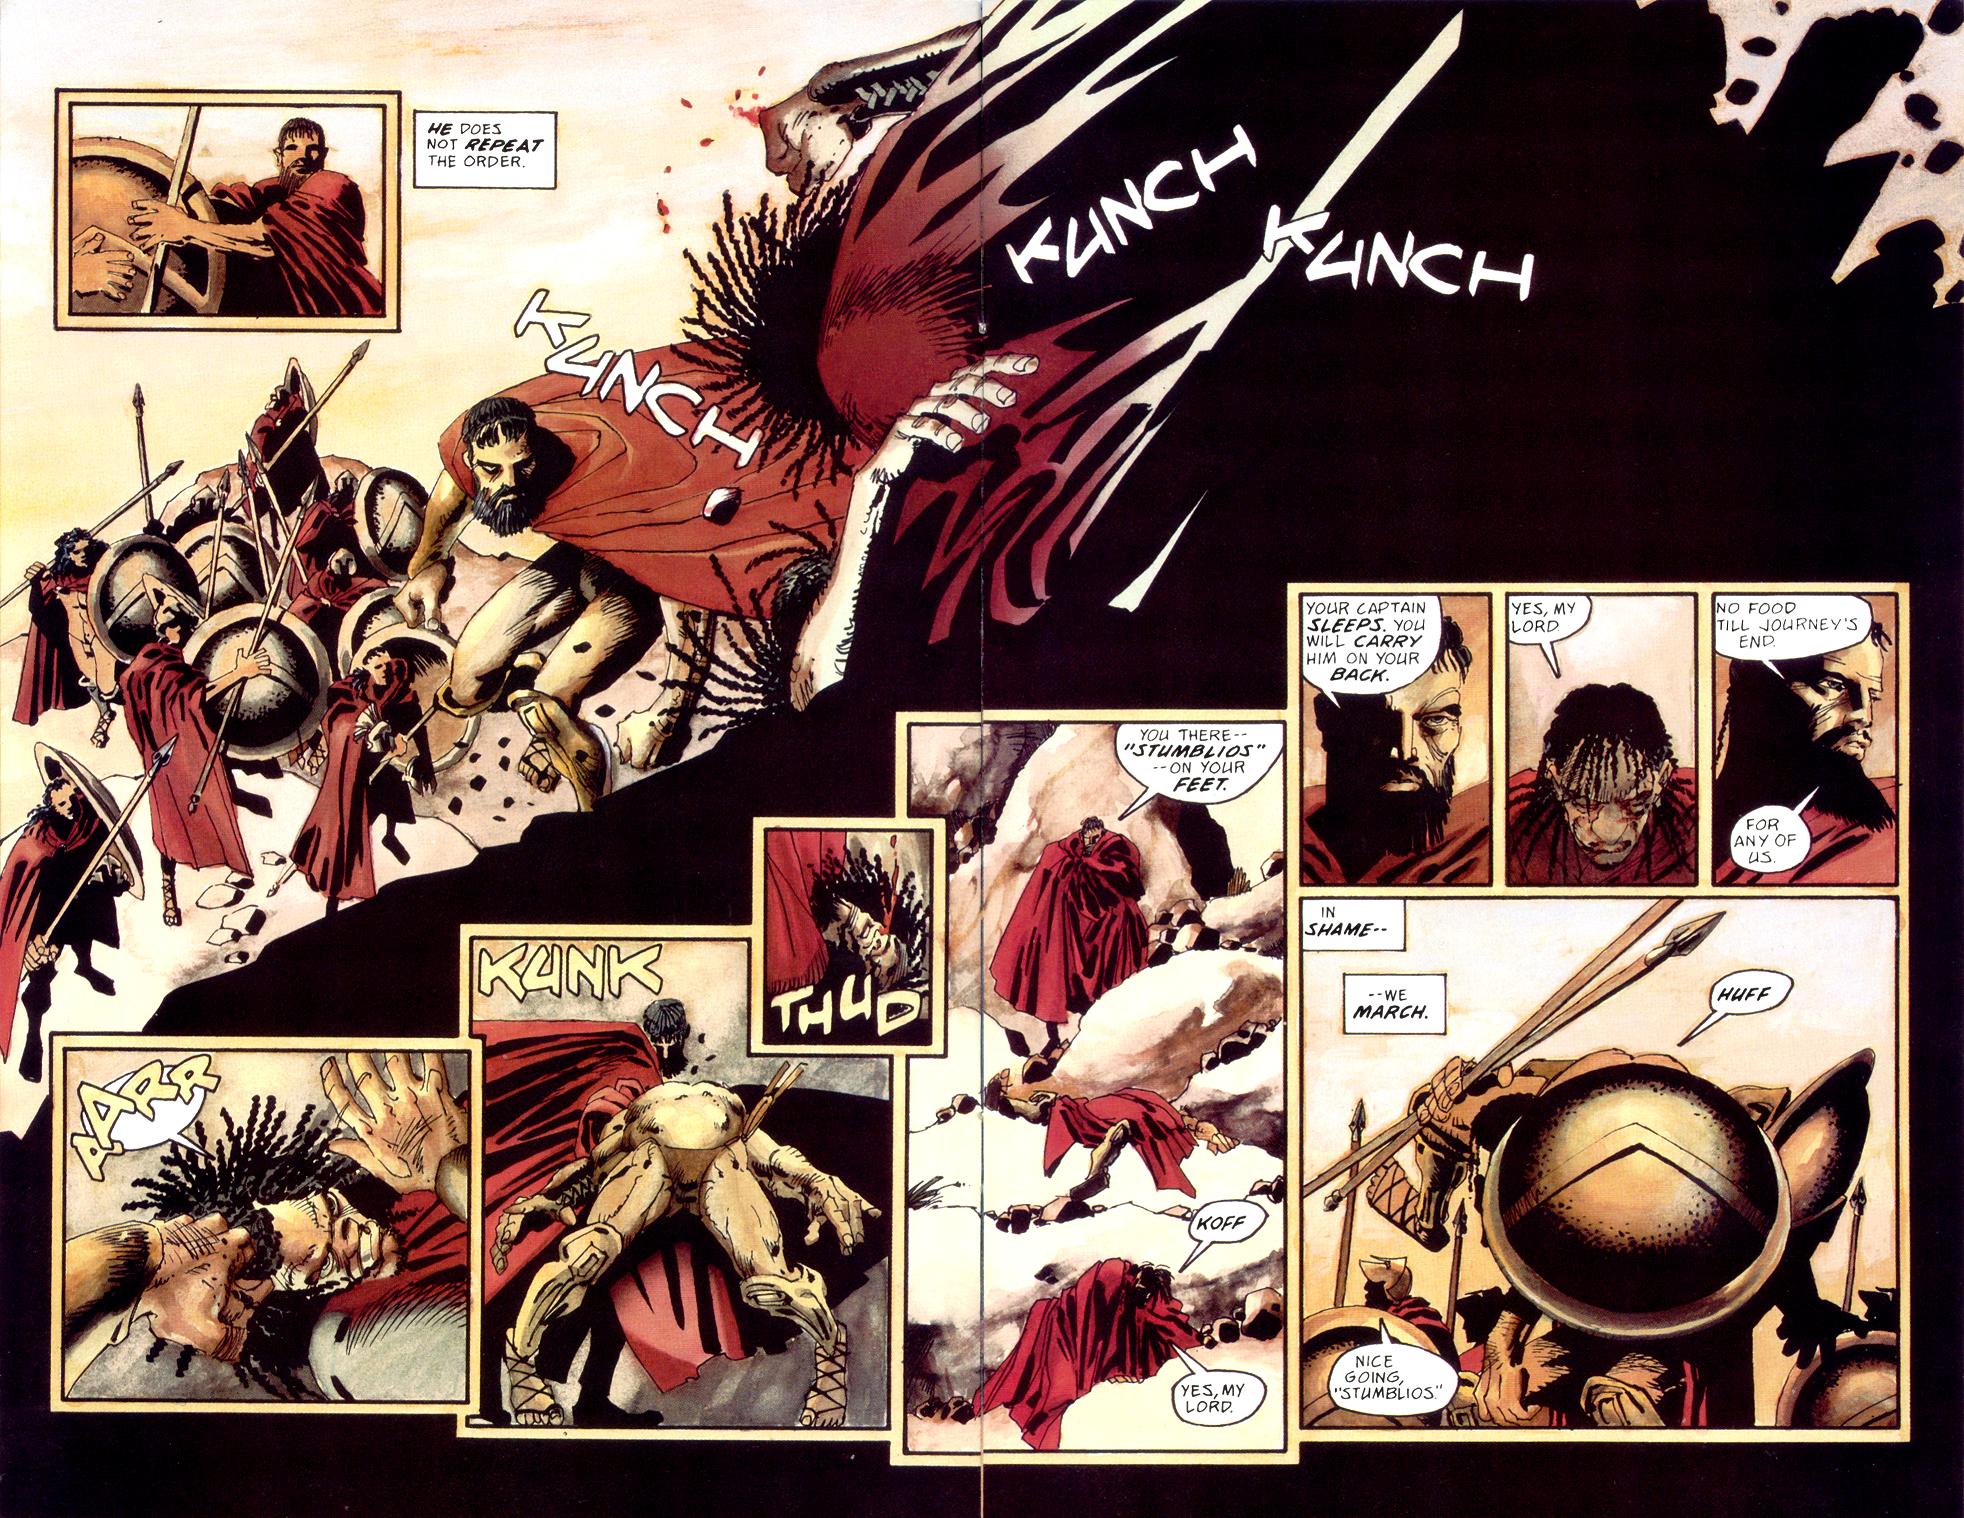 HE DOES
NOT REPEAT
THE ORDER.
KUNCH
KUNCH
KUNCH
AARR
KUNK
THUD
YOU THERE--
"STUMBLIOS"
--ON YOUR
FEET.
KOFF
YES, MY
LORD.
YOUR CAPTAIN
SLEEPS. YOU
WILL CARRY
HIM ON YOUR
BACK.
YES, MY
LORD.
NO FOOD
TILL JOURNEY'S
END.
FOR
ANY OF
US.
IN
SHAME--
--WE
MARCH.
HUFF
NICE
GOING,
"STUMBLIOS."